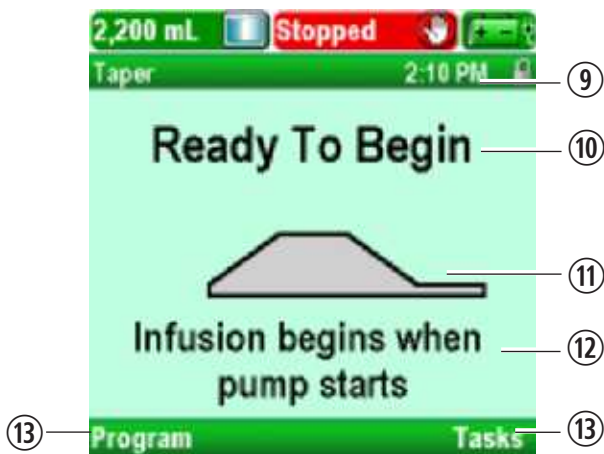 2,200 mL Stopped
Taper 2:10 PM ⑨
Ready To Begin ⑩
⑪
Infusion begins when ⑫
pump starts
⑬ Program Tasks ⑬